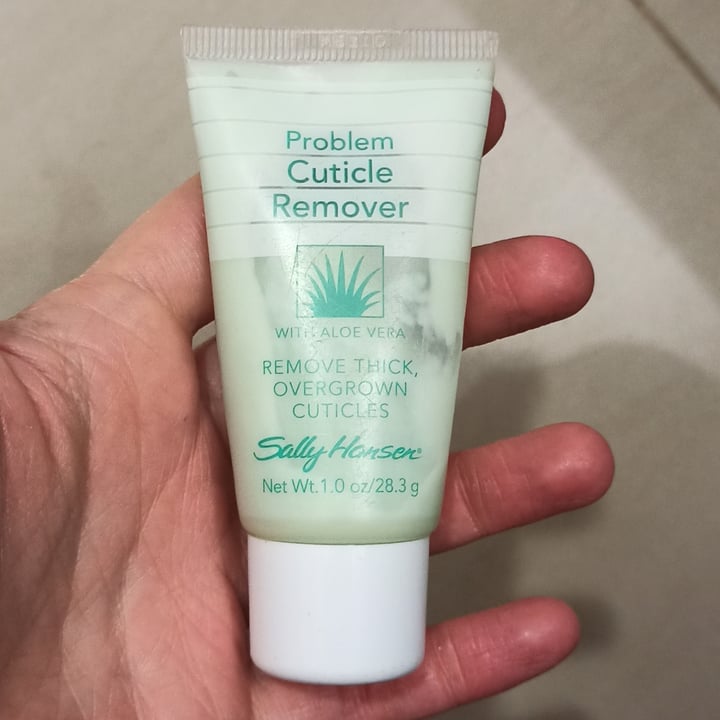 Problem
Cuticle
Remover
WITH ALOE VERA
REMOVE THICK,
OVERGROWN
CUTICLES
Sally Hansen®
Net Wt.1.0 oz/28.3 g